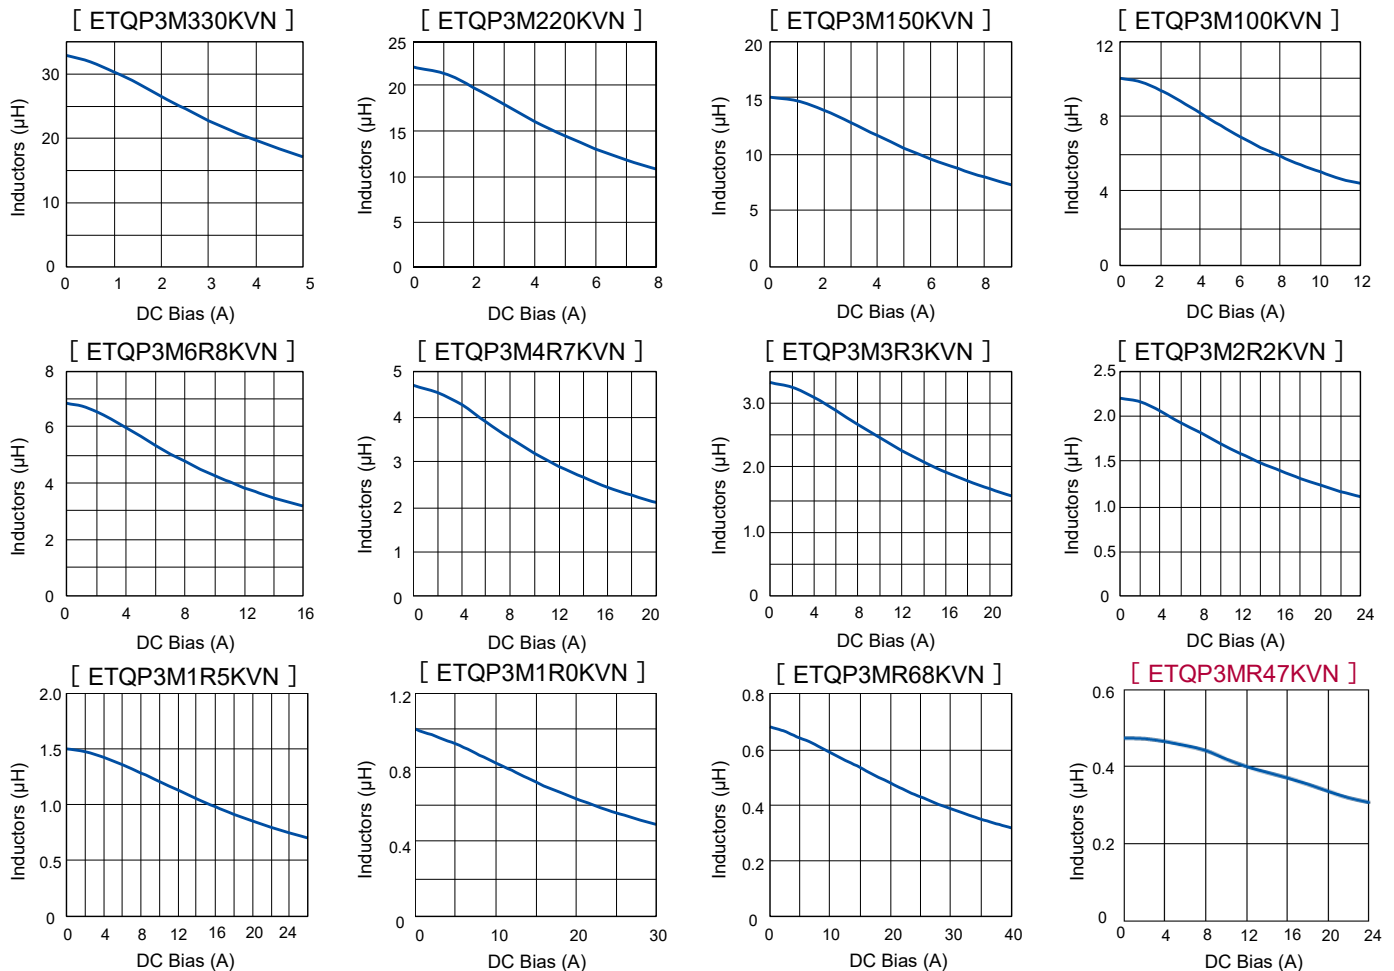 [ ETQP3M330KVN ]
Inductors (μH)
30
20
10
0
0 1 2 3 4 5
DC Bias (A)
[ ETQP3M220KVN ]
Inductors (μH)
25
20
15
10
5
0
0 2 4 6 8
DC Bias (A)
[ ETQP3M150KVN ]
Inductors (μH)
20
15
10
5
0
0 2 4 6 8
DC Bias (A)
[ ETQP3M100KVN ]
Inductors (μH)
12
8
4
0
0 2 4 6 8 10 12
DC Bias (A)
[ ETQP3M6R8KVN ]
Inductors (μH)
8
6
4
2
0
0 4 8 12 16
DC Bias (A)
[ ETQP3M4R7KVN ]
Inductors (μH)
5
4
3
2
1
0
0 4 8 12 16 20
DC Bias (A)
[ ETQP3M3R3KVN ]
Inductors (μH)
3.0
2.0
1.0
0
0 4 8 12 16 20
DC Bias (A)
[ ETQP3M2R2KVN ]
Inductors (μH)
2.5
2.0
1.5
1.0
0.5
0
0 4 8 12 16 20 24
DC Bias (A)
[ ETQP3M1R5KVN ]
Inductors (μH)
2.0
1.5
1.0
0.5
0
0 4 8 12 16 20 24
DC Bias (A)
[ ETQP3M1R0KVN ]
Inductors (μH)
1.2
0.8
0.4
0
0 10 20 30
DC Bias (A)
[ ETQP3MR68KVN ]
Inductors (μH)
0.8
0.6
0.4
0.2
0
0 10 20 30 40
DC Bias (A)
[ ETQP3MR47KVN ]
Inductors (μH)
0.6
0.4
0.2
0
0 4 8 12 16 20 24
DC Bias (A)